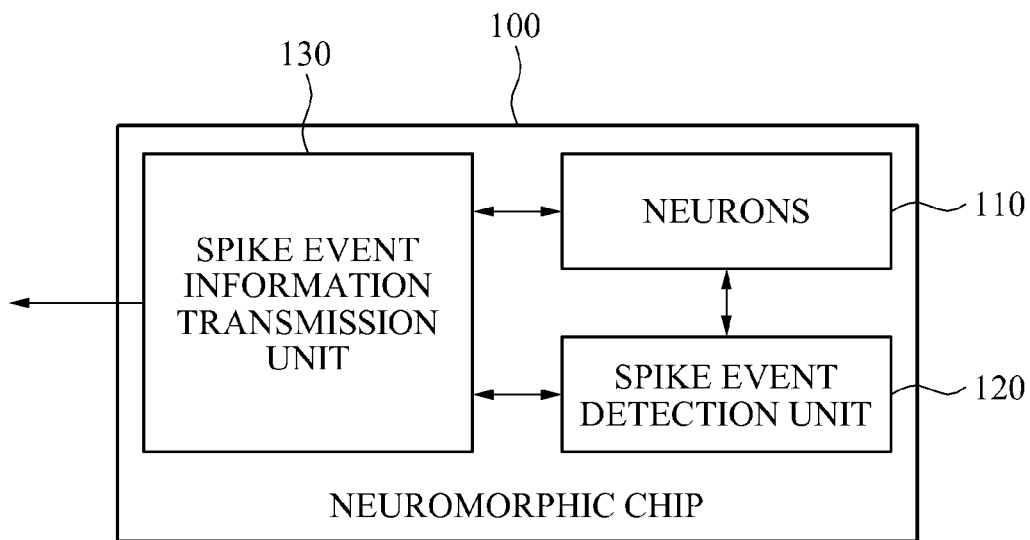 100
130
SPIKE EVENT
INFORMATION
TRANSMISSION
UNIT
NEURONS
110
SPIKE EVENT
DETECTION UNIT
120
NEUROMORPHIC CHIP